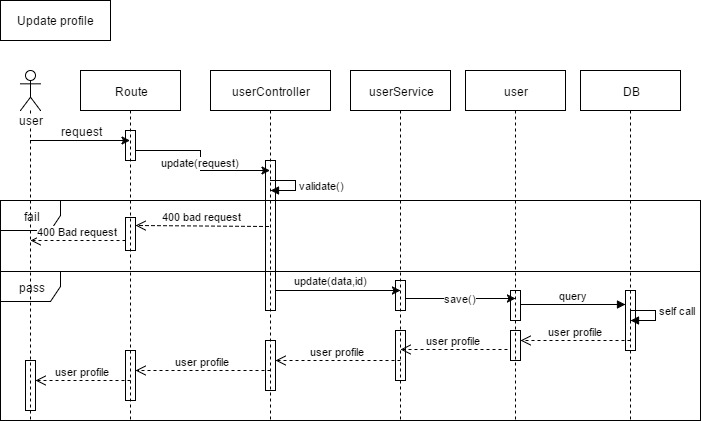 Update profile
user
Route
userController
userService
user
DB
request
update(request)
validate()
fail
400 bad request
400 Bad request
pass
update(data,id)
save()
query
self call
user profile
user profile
user profile
user profile
user profile